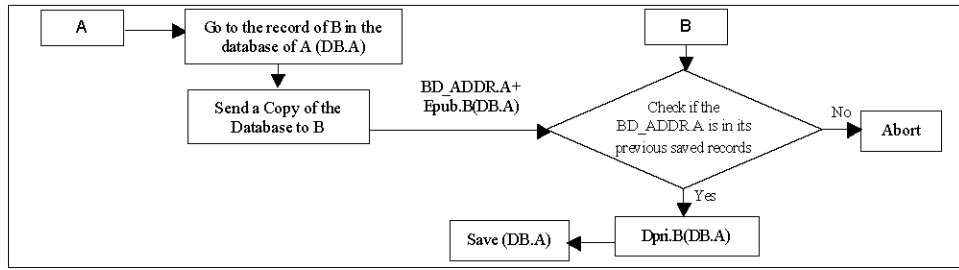 A
Go to the record of B in the
database of A (DB.A)
Send a Copy of the
Database to B
BD_ADDR.A+
Epub.B(DB.A)
B
Check if the
BD_ADDR.A is in its
previous saved records
No
Abort
Yes
Dpri.B(DB.A)
Save (DB.A)